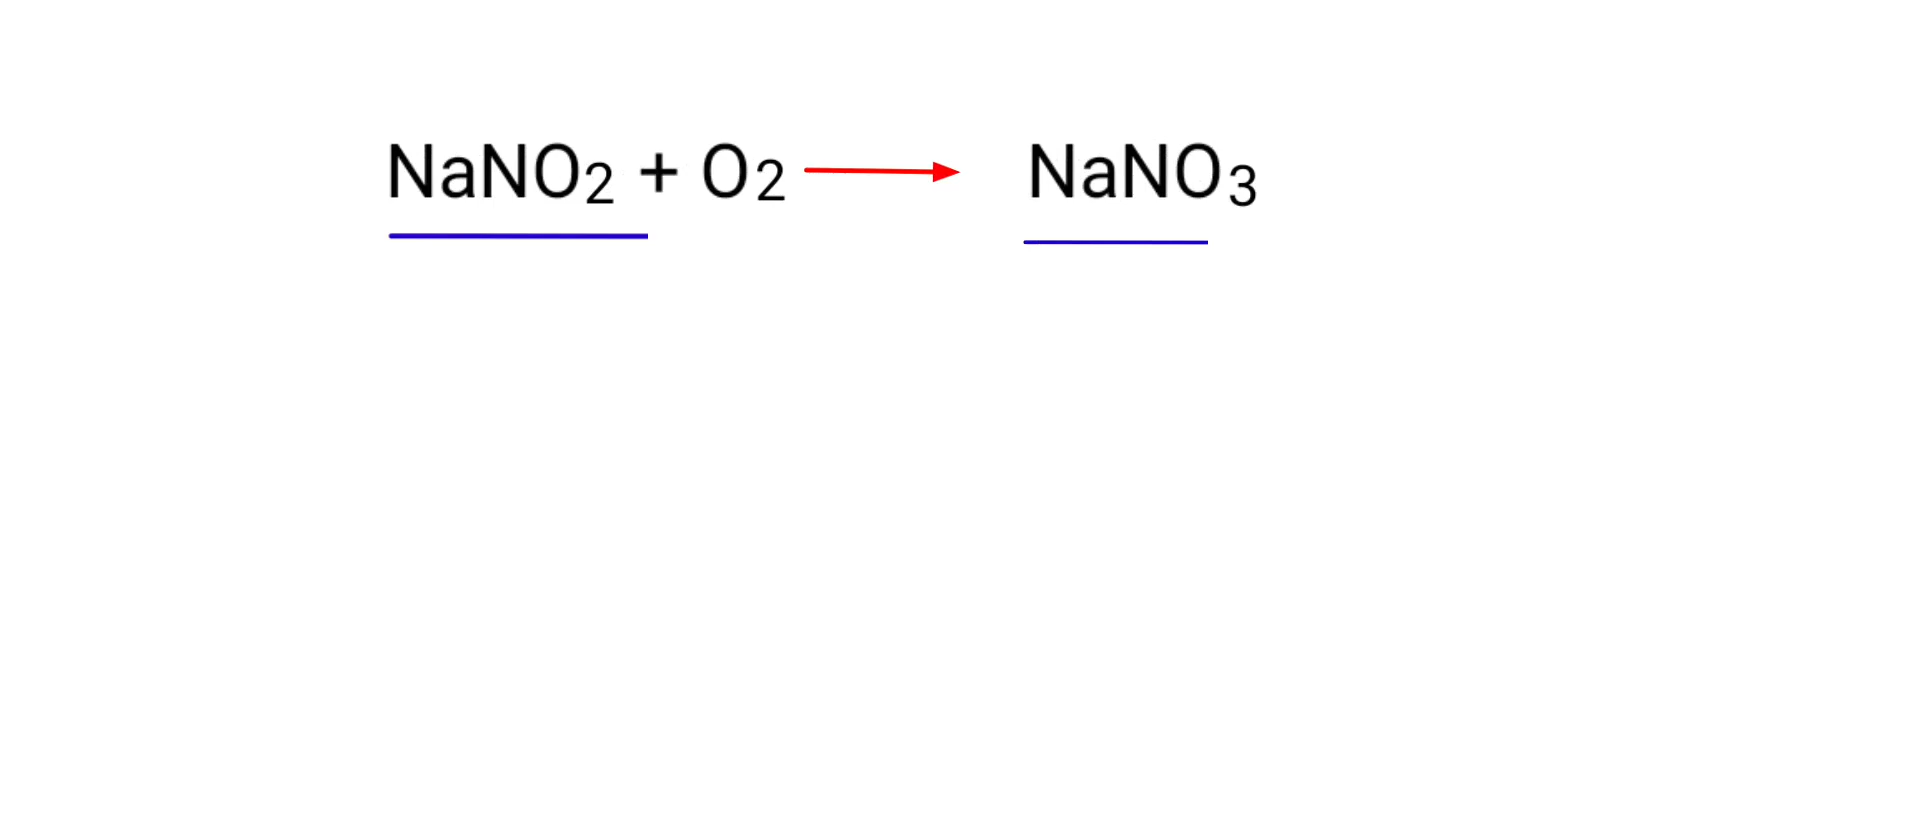 NaNO₂ + O₂ → NaNO₃